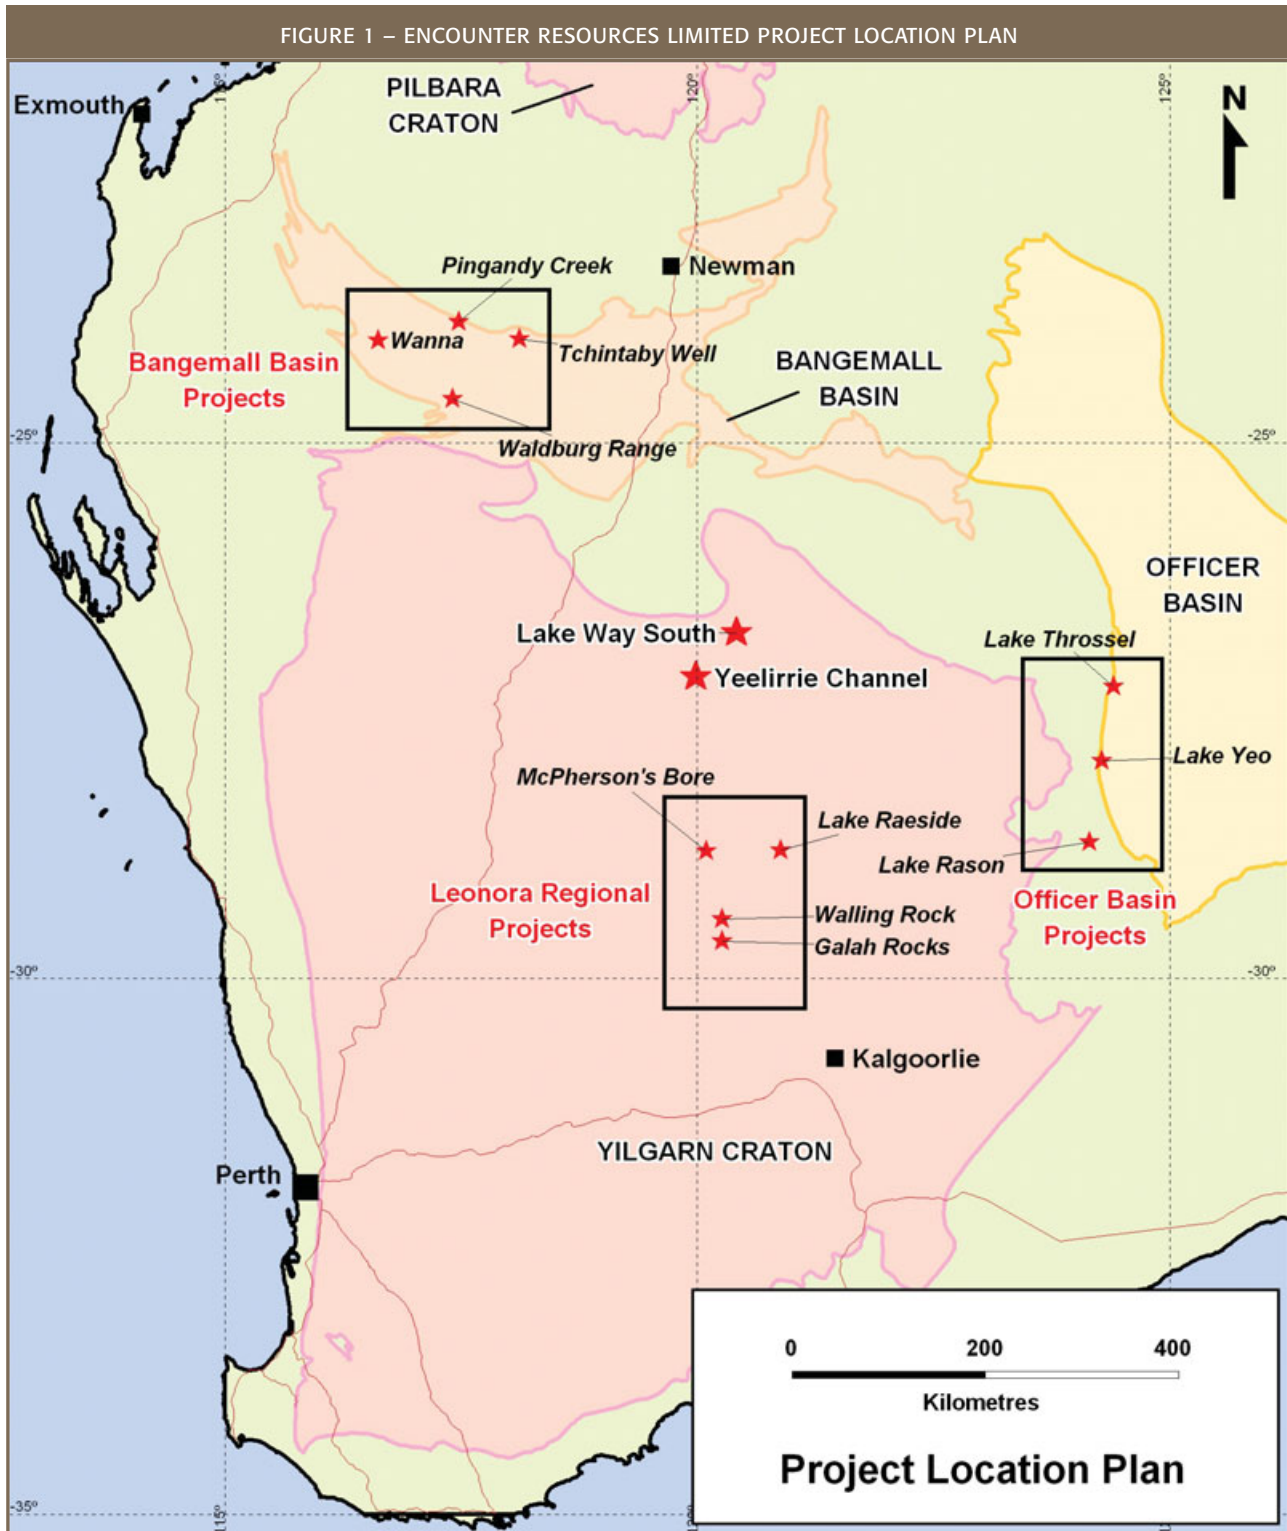 FIGURE 1 – ENCOUNTER RESOURCES LIMITED PROJECT LOCATION PLAN
120°
125°
PILBARA
CRATON
N
Exmouth
Pingandy Creek
Newman
Wanna
Tchintaby Well
Bangemall Basin
Projects
BANGEMALL
BASIN
Waldburg Range
-25°
-25°
OFFICER
BASIN
Lake Way South
Lake Throssel
Yeelirrie Channel
Lake Yeo
McPherson's Bore
Lake Raeside
Lake Rason
Leonora Regional
Projects
Walling Rock
Galah Rocks
Officer Basin
Projects
-30°
-30°
Kalgoorlie
YILGARN CRATON
Perth
0 200 400
Kilometres
Project Location Plan
-35°
115°